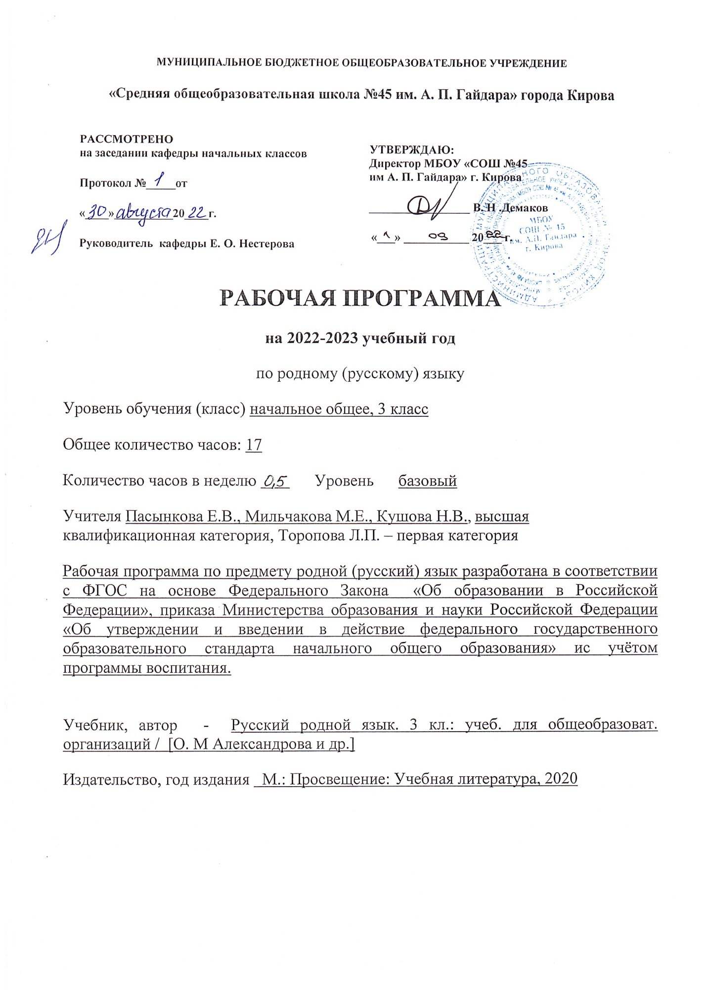 МУНИЦИПАЛЬНОЕ БЮДЖЕТНОЕ ОБЩЕОБРАЗОВАТЕЛЬНОЕ УЧРЕЖДЕНИЕ
«Средняя общеобразовательная школа №45 им. А. П. Гайдара» города Кирова
РАССМОТРЕНО
на заседании кафедры начальных классов
Протокол № 1 от
«30» августа 2022 г.
Руководитель кафедры Е. О. Нестерова
УТВЕРЖДАЮ:
Директор МБОУ «СОШ №45
им А. П. Гайдара» г. Кирова
В. Н .Демаков
«1» 09 2022 г.
МБОУ
СОШ № 45
им. А.П. Гайдара
г. Кирова
РАБОЧАЯ ПРОГРАММА
на 2022-2023 учебный год
по родному (русскому) языку
Уровень обучения (класс) начальное общее, 3 класс
Общее количество часов: 17
Количество часов в неделю 0,5 Уровень базовый
Учителя Пасынкова Е.В., Мильчакова М.Е., Кушова Н.В., высшая
квалификационная категория, Торопова Л.П. – первая категория
Рабочая программа по предмету родной (русский) язык разработана в соответствии
с ФГОС на основе Федерального Закона «Об образовании в Российской
Федерации», приказа Министерства образования и науки Российской Федерации
«Об утверждении и введении в действие федерального государственного
образовательного стандарта начального общего образования» ис учётом
программы воспитания.
Учебник, автор - Русский родной язык. 3 кл.: учеб. для общеобразоват.
организаций / [О. М Александрова и др.]
Издательство, год издания М.: Просвещение: Учебная литература, 2020